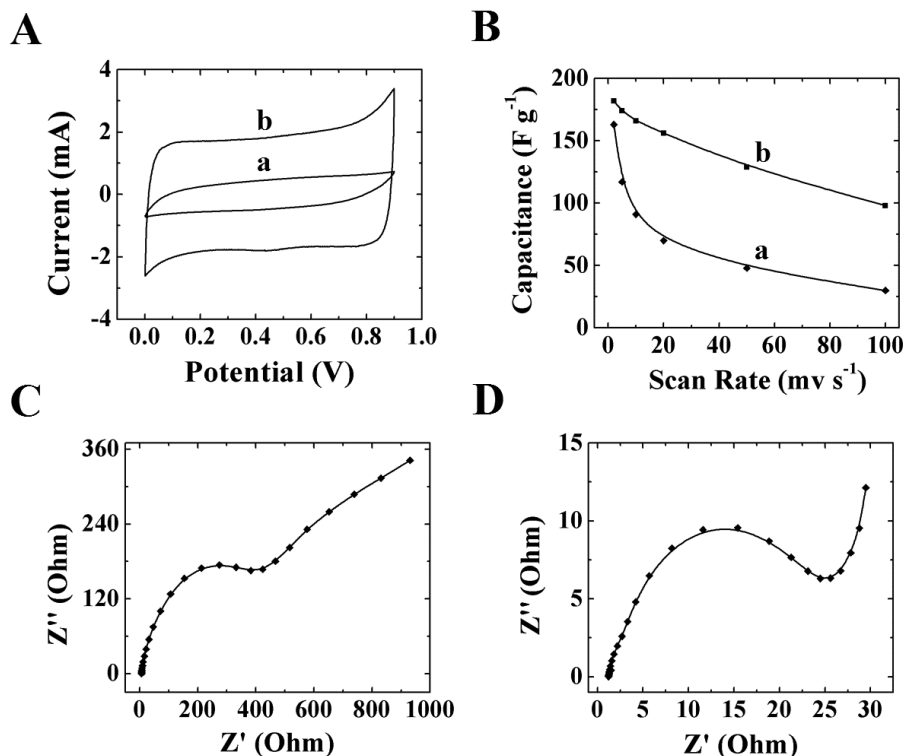 A
Current (mA)
4
2
0
-2
-4
b
a
0.0 0.2 0.4 0.6 0.8 1.0
Potential (V)
B
Capacitance (F g-1)
200
150
100
50
0
b
a
0 20 40 60 80 100
Scan Rate (mv s-1)
C
Z'' (Ohm)
360
240
120
0
0 200 400 600 800 1000
Z' (Ohm)
D
Z'' (Ohm)
15
10
5
0
0 5 10 15 20 25 30
Z' (Ohm)